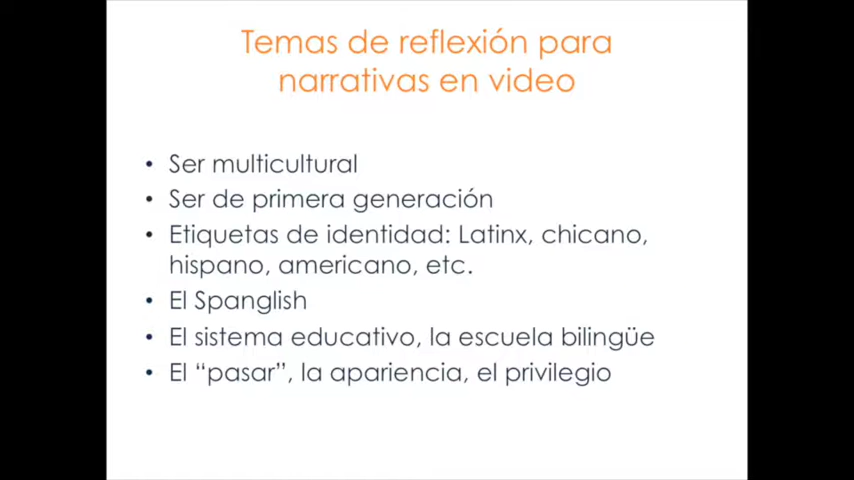 Temas de reflexión para
narrativas en video
• Ser multicultural
• Ser de primera generación
• Etiquetas de identidad: Latinx, chicano,
hispano, americano, etc.
• El Spanglish
• El sistema educativo, la escuela bilingüe
• El “pasar”, la apariencia, el privilegio